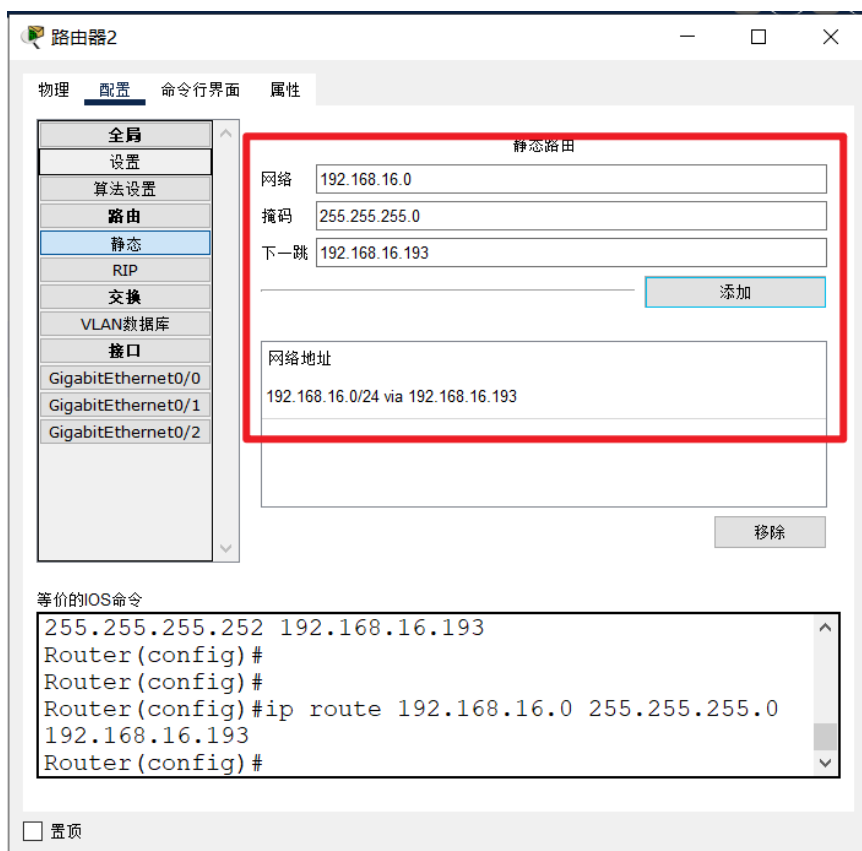 路由器2
物理 配置 命令行界面 属性
全局
设置
算法设置
路由
静态
RIP
交换
VLAN数据库
接口
GigabitEthernet0/0
GigabitEthernet0/1
GigabitEthernet0/2
静态路由
网络 192.168.16.0
掩码 255.255.255.0
下一跳 192.168.16.193
添加
网络地址
192.168.16.0/24 via 192.168.16.193
移除
等价的IOS命令
255.255.255.252 192.168.16.193
Router(config)#
Router(config)#
Router(config)#ip route 192.168.16.0 255.255.255.0
192.168.16.193
Router(config)#
置顶